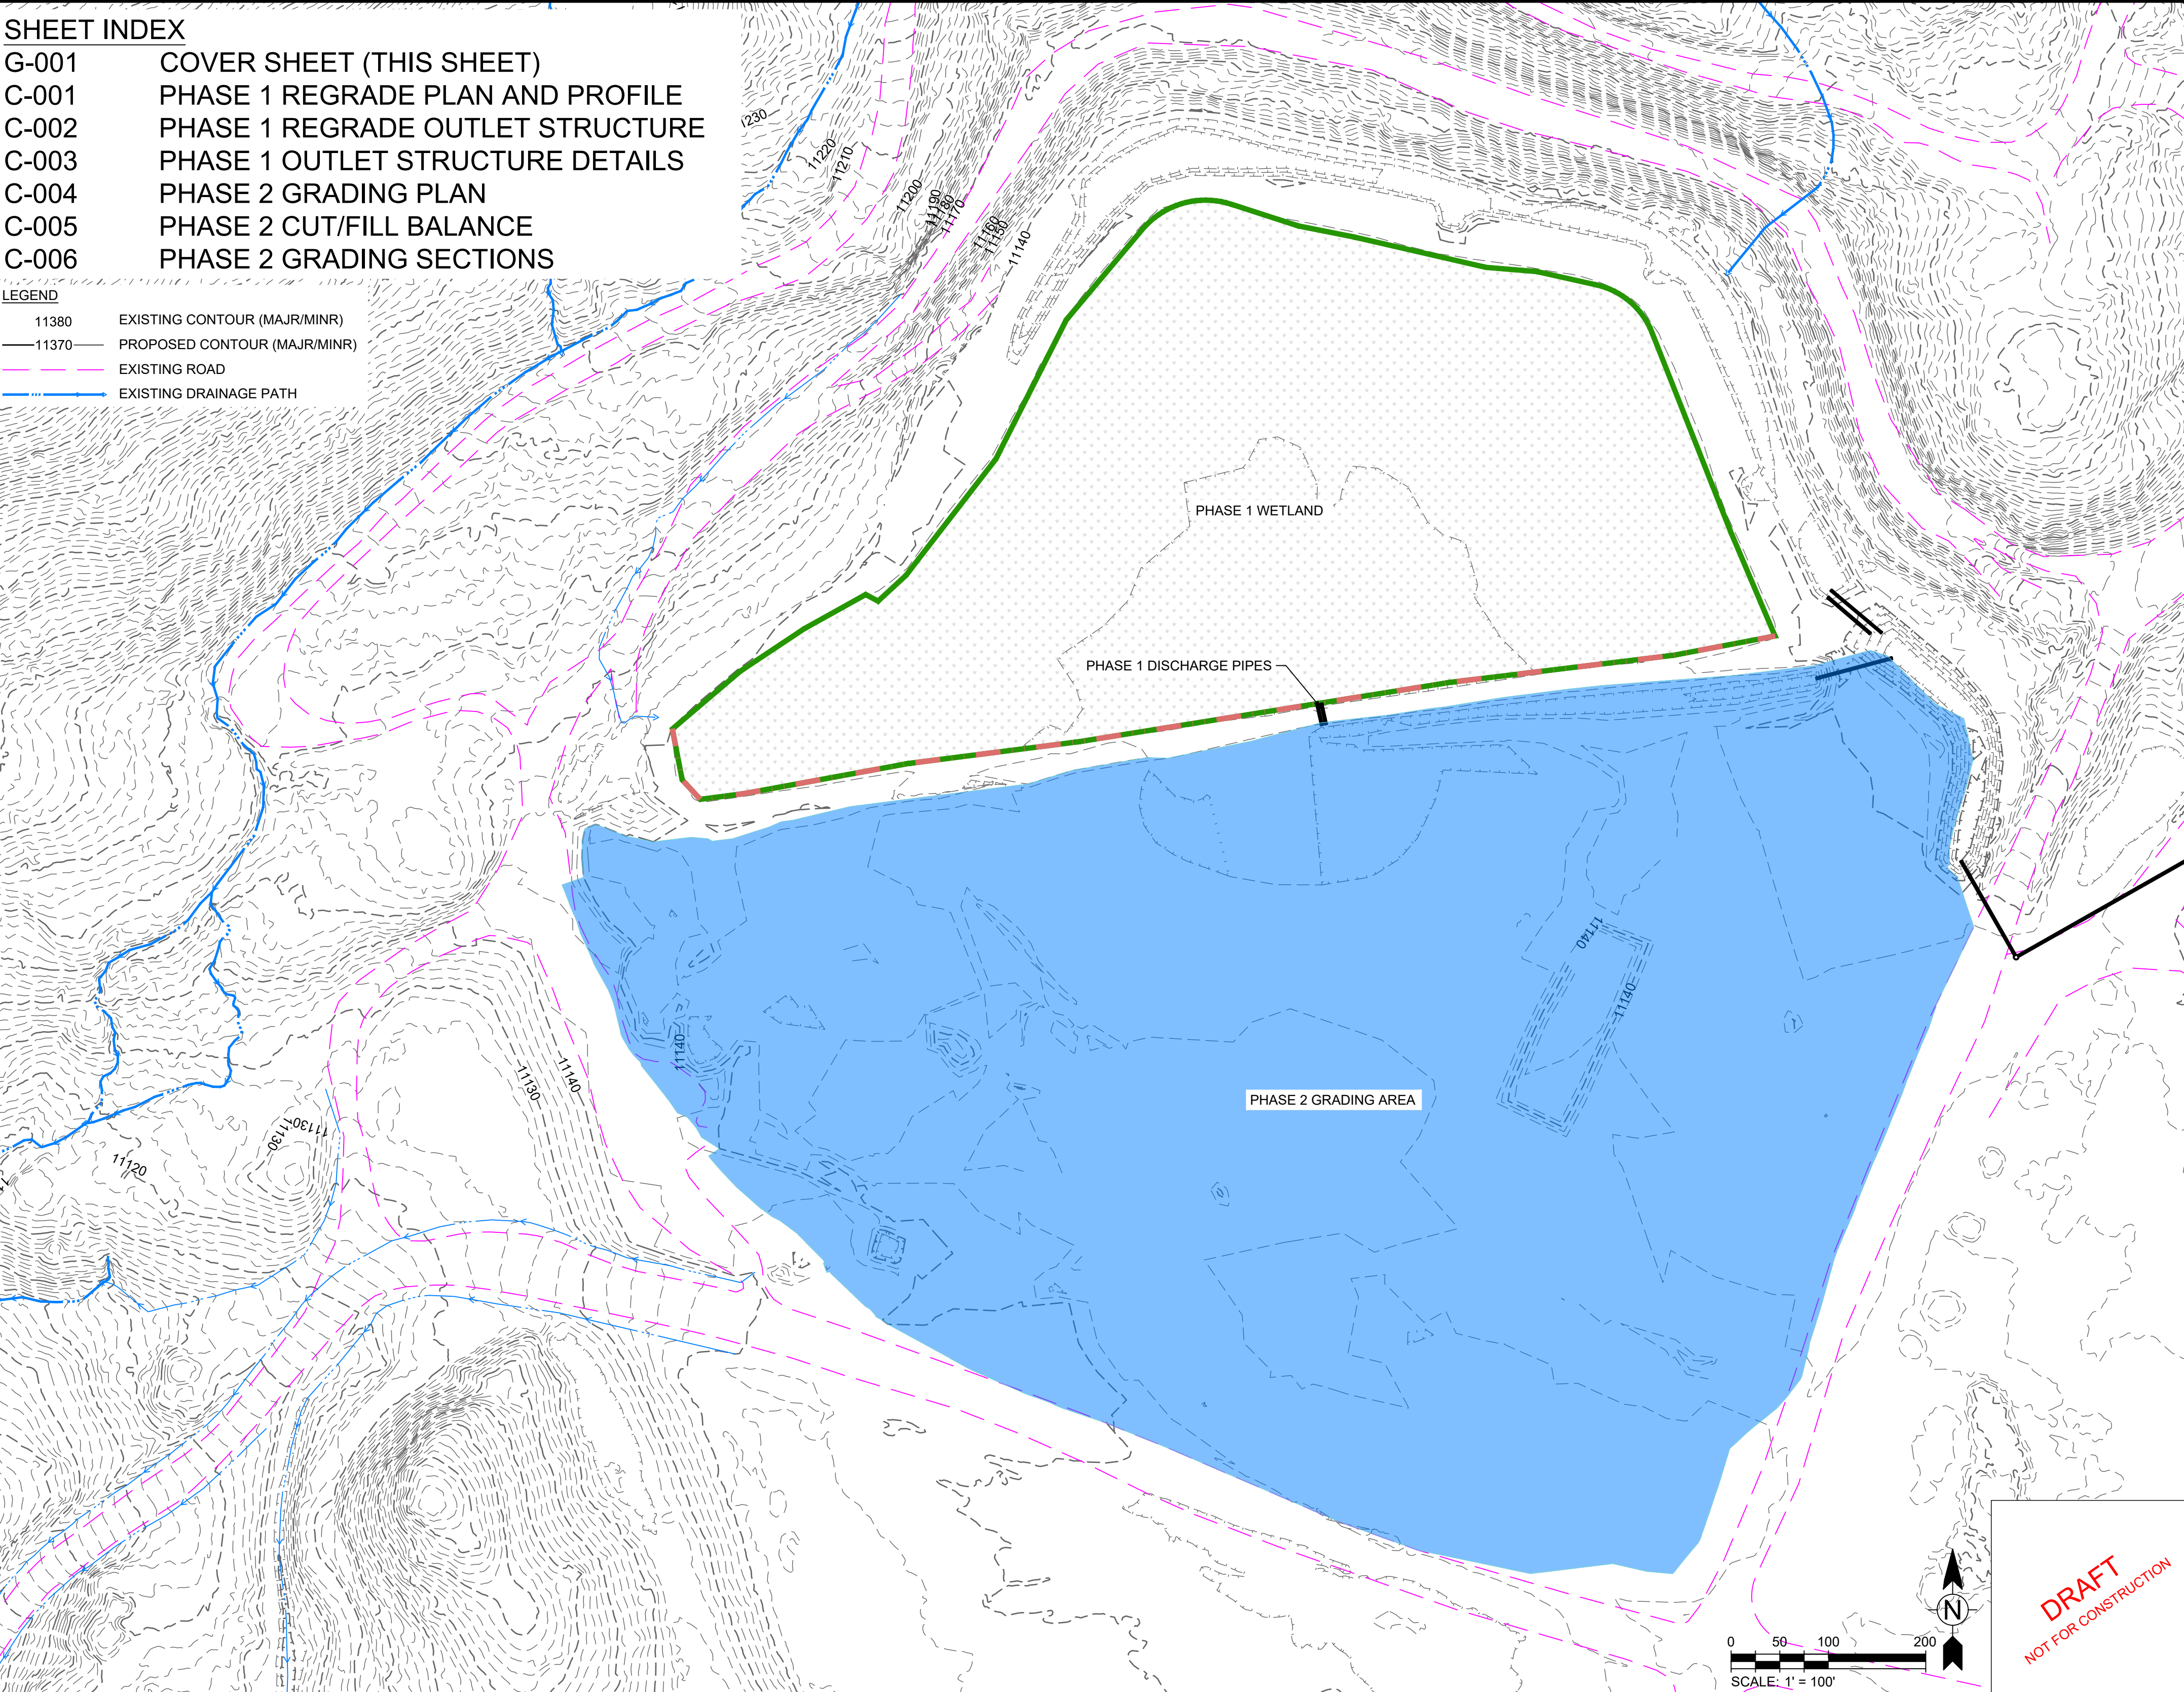 SHEET INDEX
G-001 COVER SHEET (THIS SHEET)
C-001 PHASE 1 REGRADE PLAN AND PROFILE
C-002 PHASE 1 REGRADE OUTLET STRUCTURE
C-003 PHASE 1 OUTLET STRUCTURE DETAILS
C-004 PHASE 2 GRADING PLAN
C-005 PHASE 2 CUT/FILL BALANCE
C-006 PHASE 2 GRADING SECTIONS
LEGEND
11380 EXISTING CONTOUR (MAJR/MINR)
11370 PROPOSED CONTOUR (MAJR/MINR)
EXISTING ROAD
EXISTING DRAINAGE PATH
11220
11210
11200
11190
11180
11170
11160
11150
11140
PHASE 1 WETLAND
PHASE 1 DISCHARGE PIPES
11140
11140
11140
11130
11140
PHASE 2 GRADING AREA
11130
11130
11120
N
0 50 100 200
SCALE: 1' = 100'
DRAFT
NOT FOR CONSTRUCTION